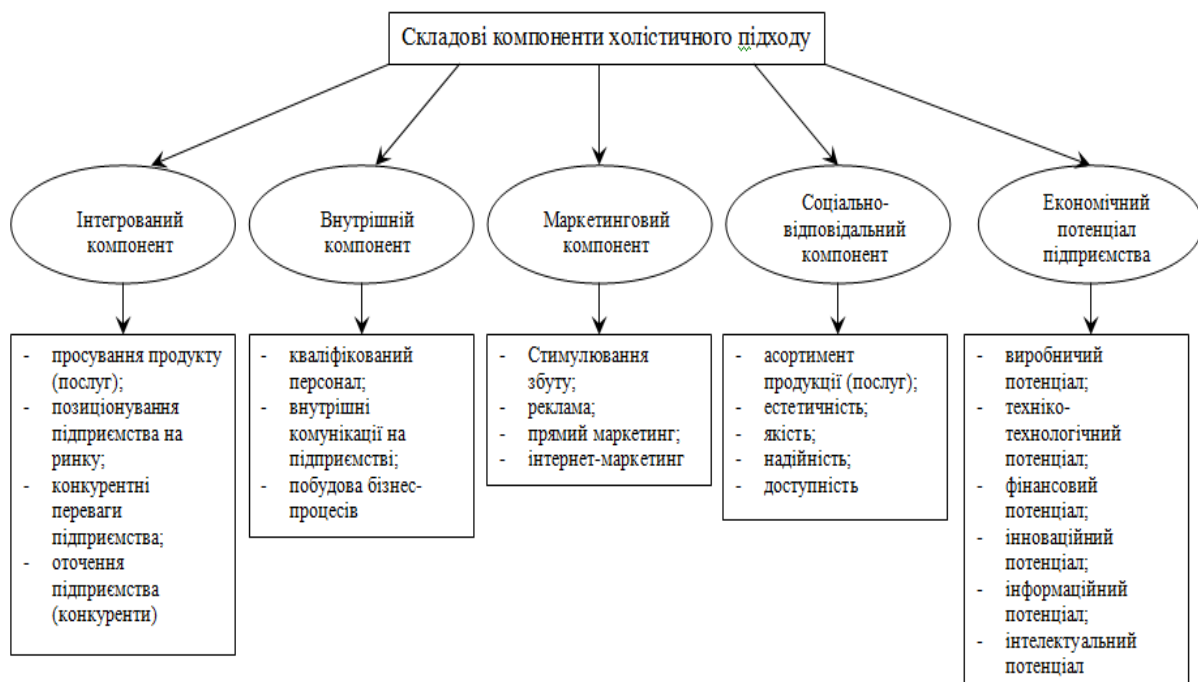 Складові компоненти холістичного підходу
Інтегрований
компонент
Внутрішній
компонент
Маркетинговий
компонент
Соціально-
відповідальний
компонент
Економічний
потенціал
підприємства
- просування продукту
(послуг);
- позиціонування
підприємства на
ринку;
- конкурентні
переваги
підприємства;
- оточення
підприємства
(конкуренти)
- кваліфікований
персонал;
- внутрішні
комунікації на
підприємстві;
- побудова бізнес-
процесів
- Стимулювання
збуту;
- реклама;
- прямий маркетинг;
- інтернет-маркетинг
- асортимент
продукції (послуг);
- естетичність;
- якість;
- надійність;
- доступність
- виробничий
потенціал;
- техніко-
технологічний
потенціал;
- фінансовий
потенціал;
- інноваційний
потенціал;
- інформаційний
потенціал;
- інтелектуальний
потенціал